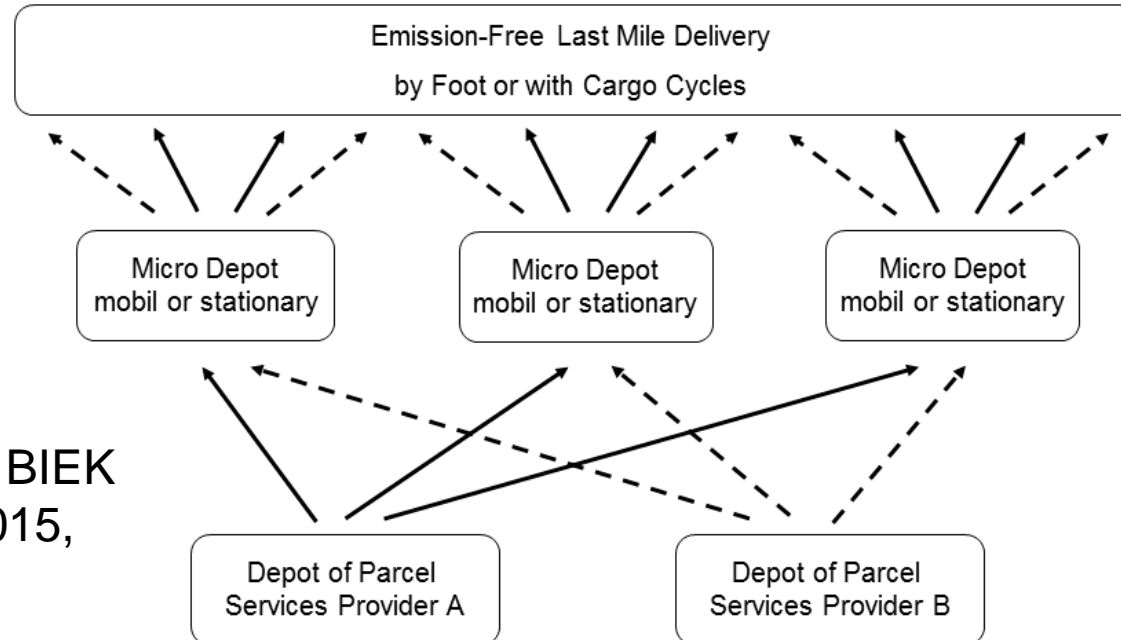 Emission-Free Last Mile Delivery
by Foot or with Cargo Cycles
Micro Depot
mobil or stationary
Micro Depot
mobil or stationary
Micro Depot
mobil or stationary
BIEK
015,
Depot of Parcel
Services Provider A
Depot of Parcel
Services Provider B